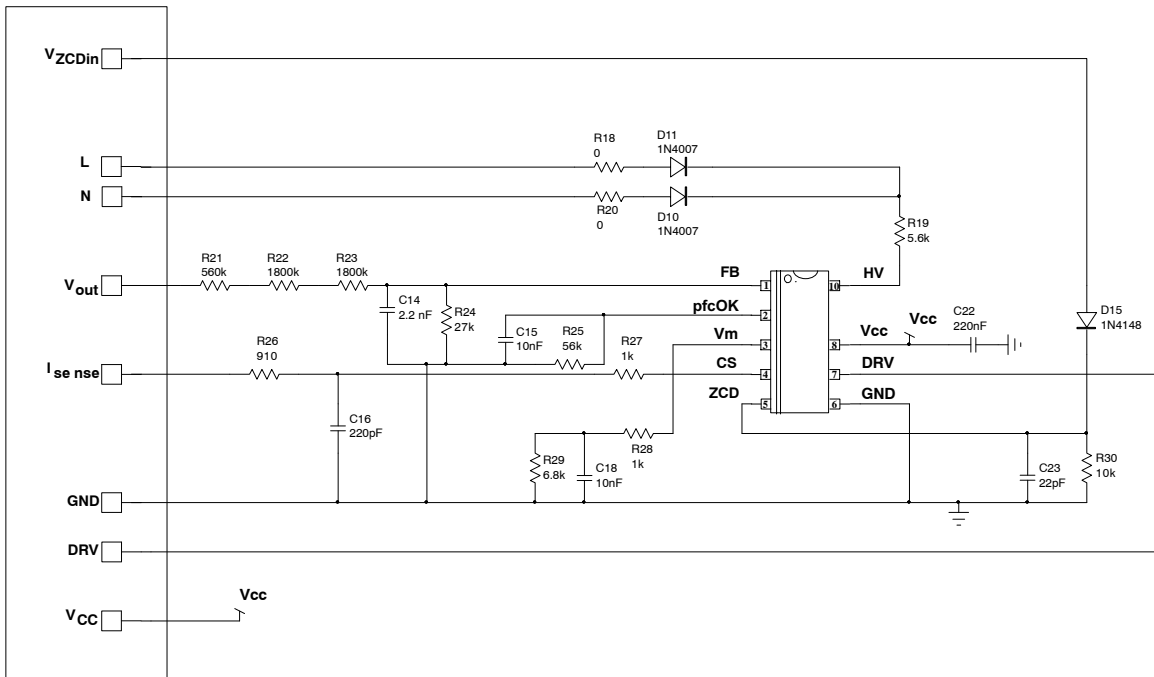 VZCDin
L
N
R18
0
D11
1N4007
R20
0
D10
1N4007
R19
5.6k
Vout
R21
560k
R22
1800k
R23
1800k
C14
2.2 nF
R24
27k
C15
10nF
R25
56k
R27
1k
FB
pfcOK
Vm
CS
ZCD
1
2
3
4
5
10
8
7
6
HV
Vcc
DRV
GND
Vcc
C22
220nF
D15
1N4148
Ise nse
R26
910
C16
220pF
R29
6.8k
C18
10nF
R28
1k
C23
22pF
R30
10k
GND
DRV
VCC
Vcc